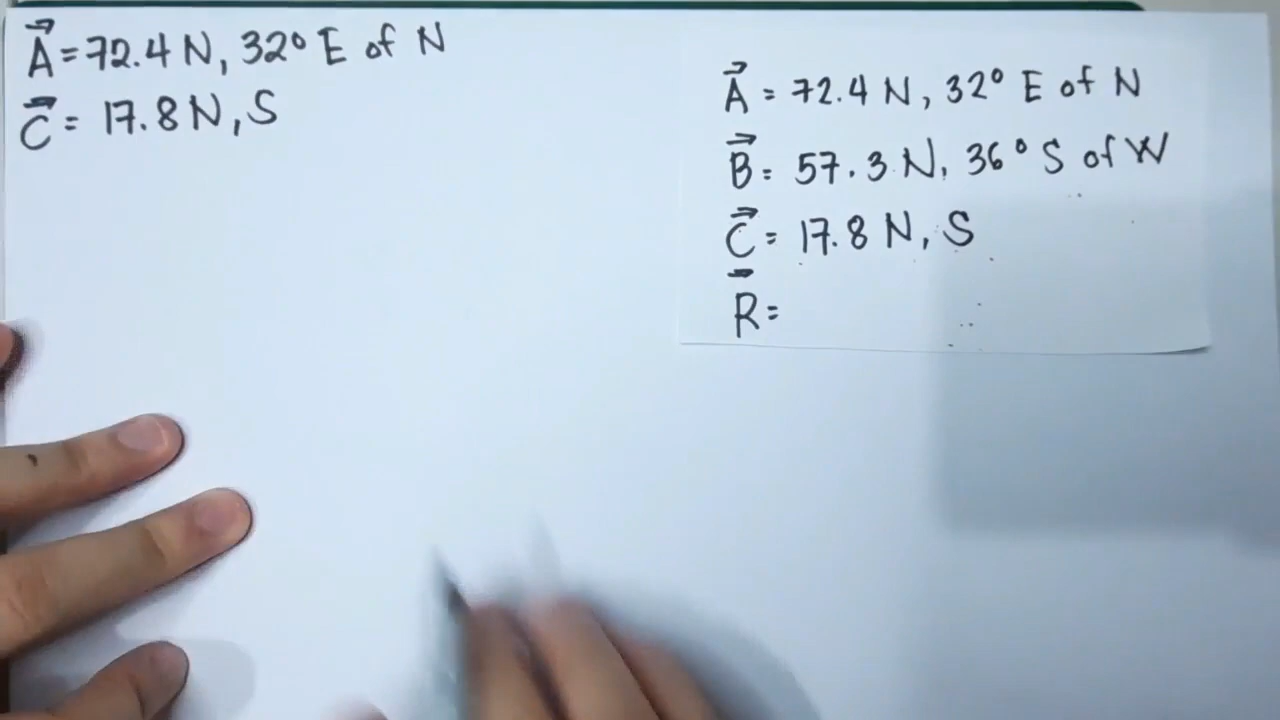 A = 72.4 N, 32° E of N
C = 17.8 N, S
A = 72.4 N, 32° E of N
B = 57.3 N, 36° S of W
C = 17.8 N, S
R =